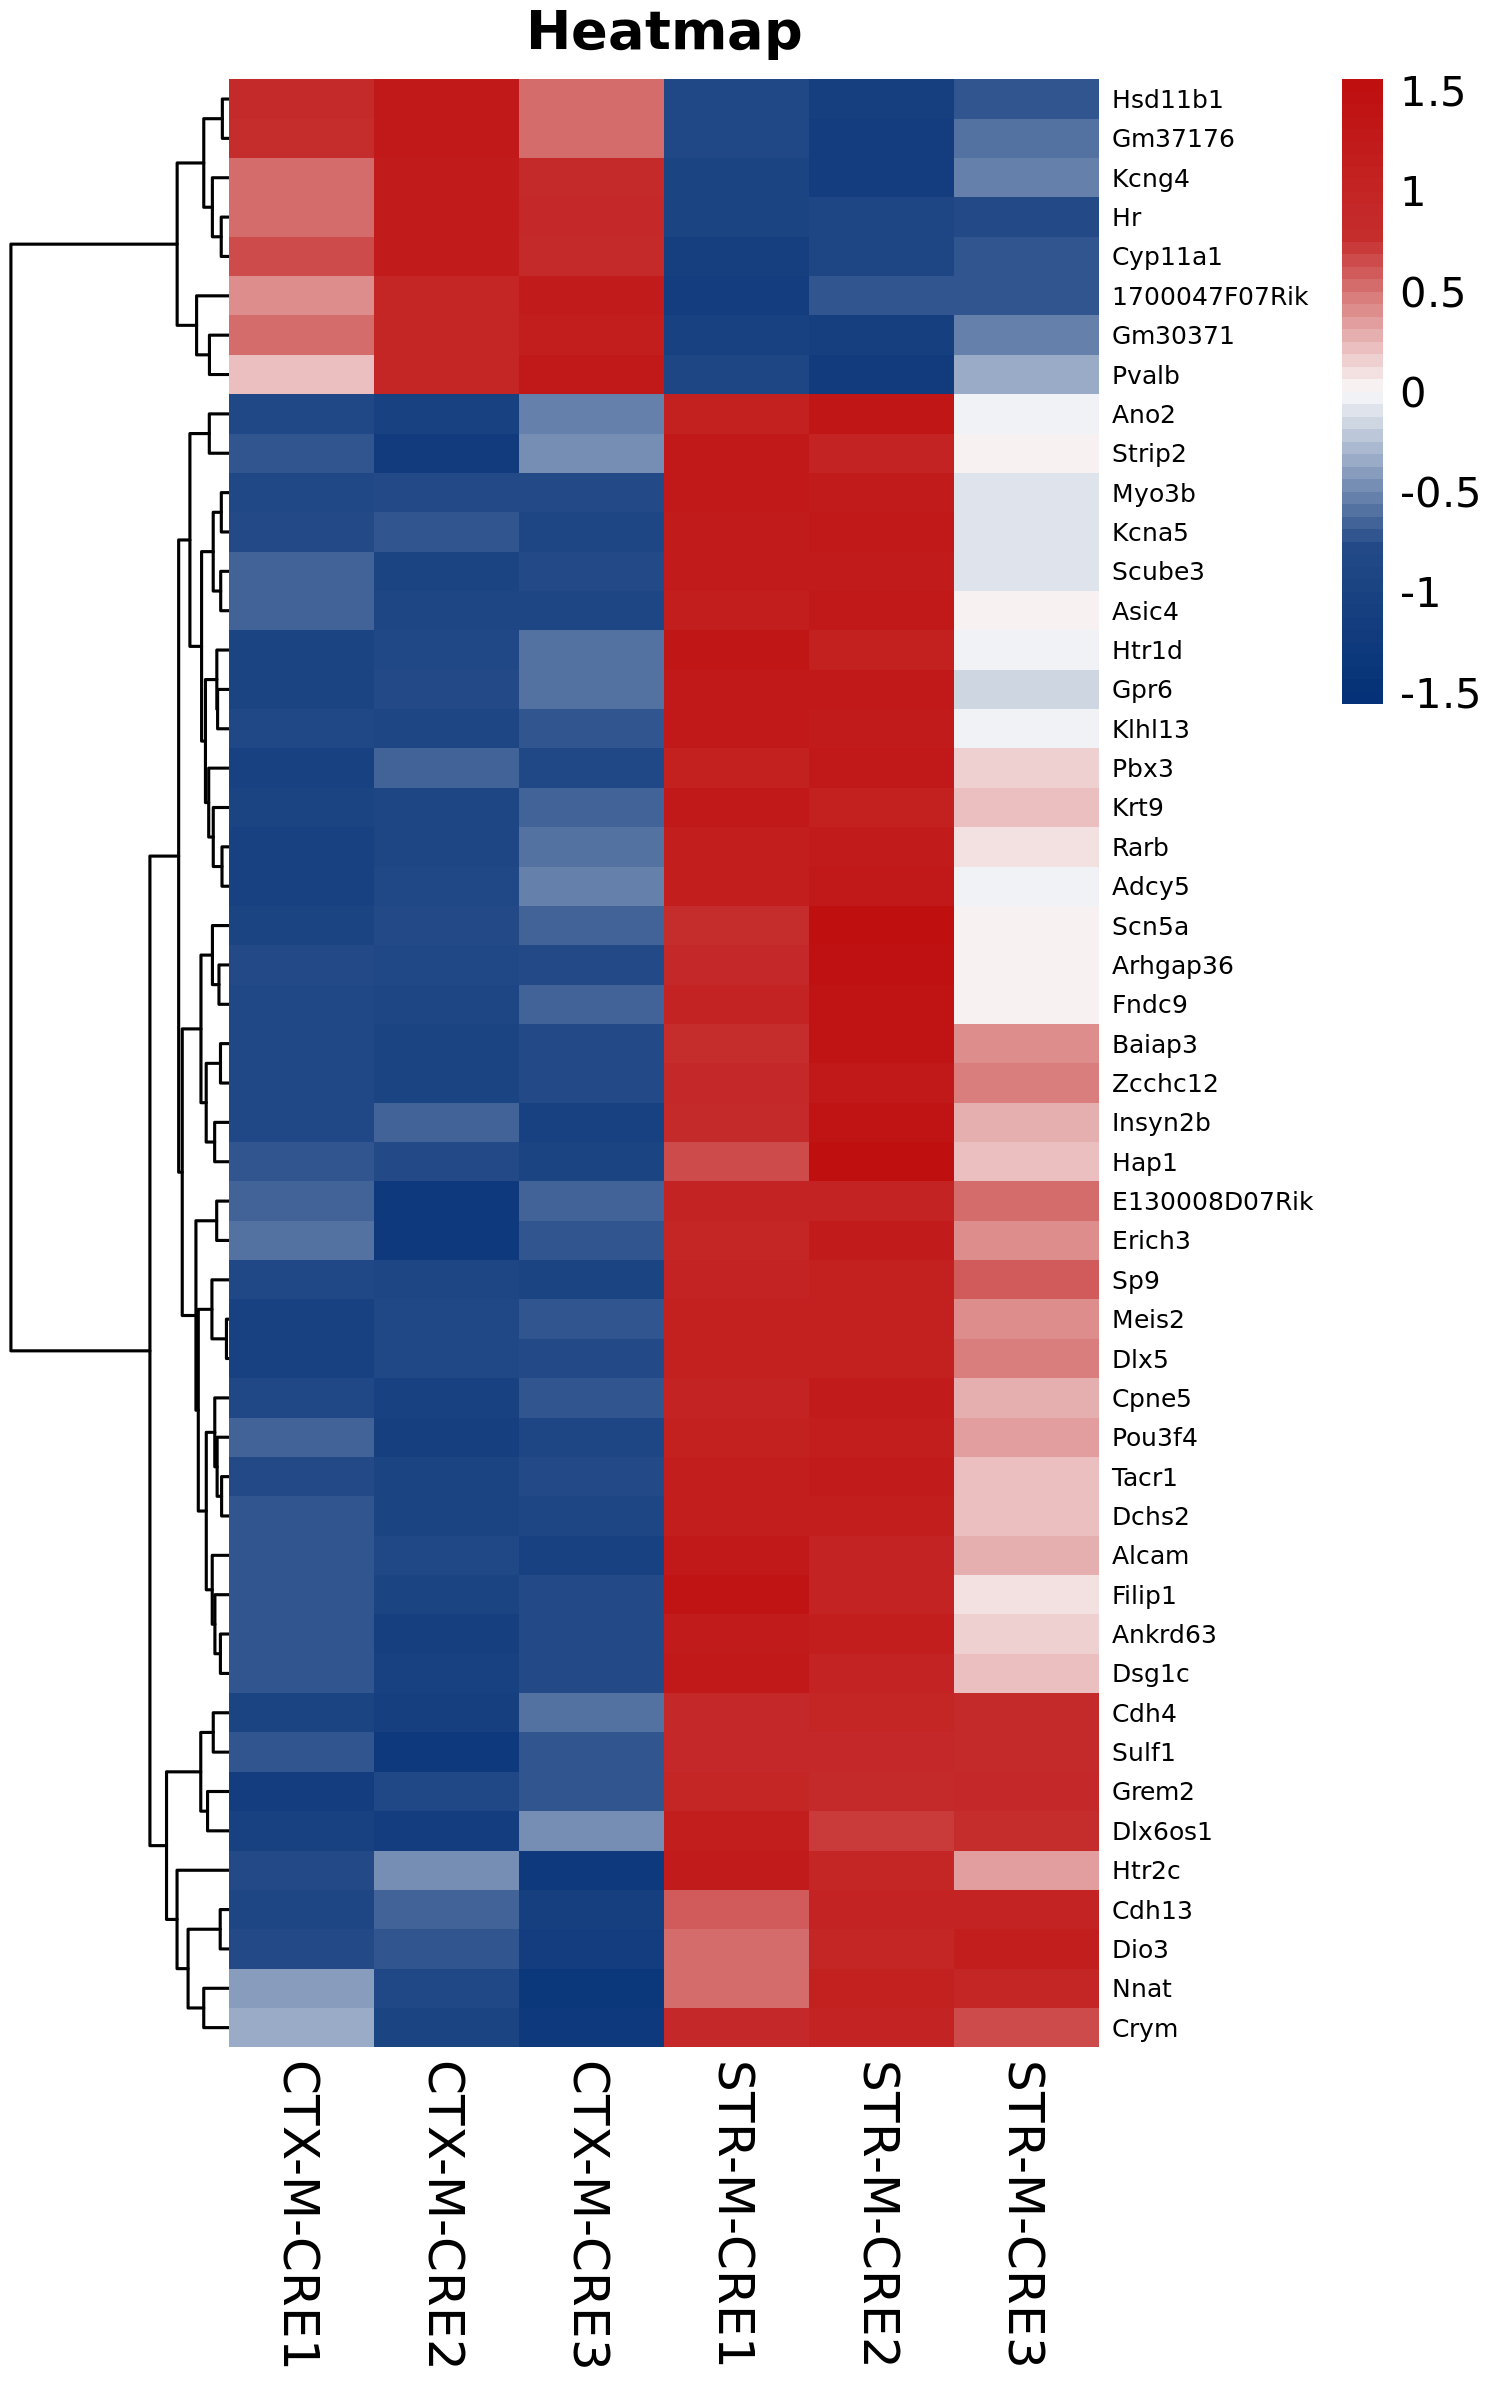 Heatmap
Hsd11b1
Gm37176
Kcng4
Hr
Cyp11a1
1700047F07Rik
Gm30371
Pvalb
Ano2
Strip2
Myo3b
Kcna5
Scube3
Asic4
Htr1d
Gpr6
Klhl13
Pbx3
Krt9
Rarb
Adcy5
Scn5a
Arhgap36
Fndc9
Baiap3
Zcchc12
Insyn2b
Hap1
E130008D07Rik
Erich3
Sp9
Meis2
Dlx5
Cpne5
Pou3f4
Tacr1
Dchs2
Alcam
Filip1
Ankrd63
Dsg1c
Cdh4
Sulf1
Grem2
Dlx6os1
Htr2c
Cdh13
Dio3
Nnat
Crym
1.5
1
0.5
0
-0.5
-1
-1.5
CTX-M-CRE1
CTX-M-CRE2
CTX-M-CRE3
STR-M-CRE1
STR-M-CRE2
STR-M-CRE3